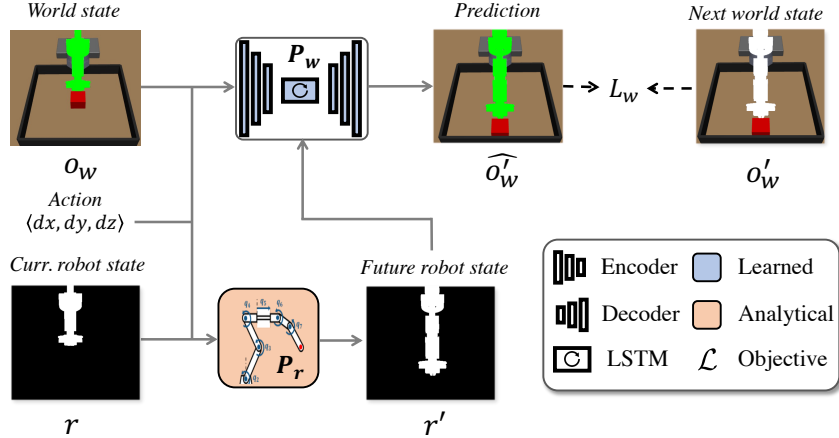 World state
Prediction
Next world state
P_w
L_w
o_w
\widehat{o'_w}
o'_w
Action
⟨dx, dy, dz⟩
Curr. robot state
Future robot state
P_r
r
r'
Encoder
Learned
Decoder
Analytical
LSTM
ℒ Objective